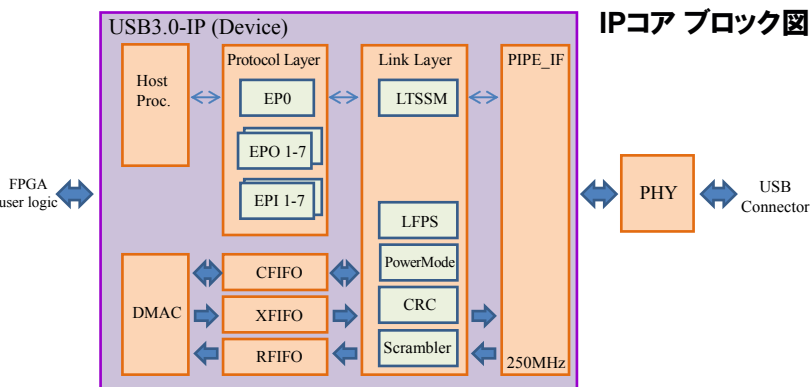 IPコア ブロック図
USB3.0-IP (Device)
Host
Proc.
Protocol Layer
EP0
EPO 1-7
EPI 1-7
Link Layer
LTSSM
LFPS
PowerMode
CRC
Scrambler
PIPE_IF
250MHz
FPGA
user logic
DMAC
CFIFO
XFIFO
RFIFO
PHY
USB
Connector